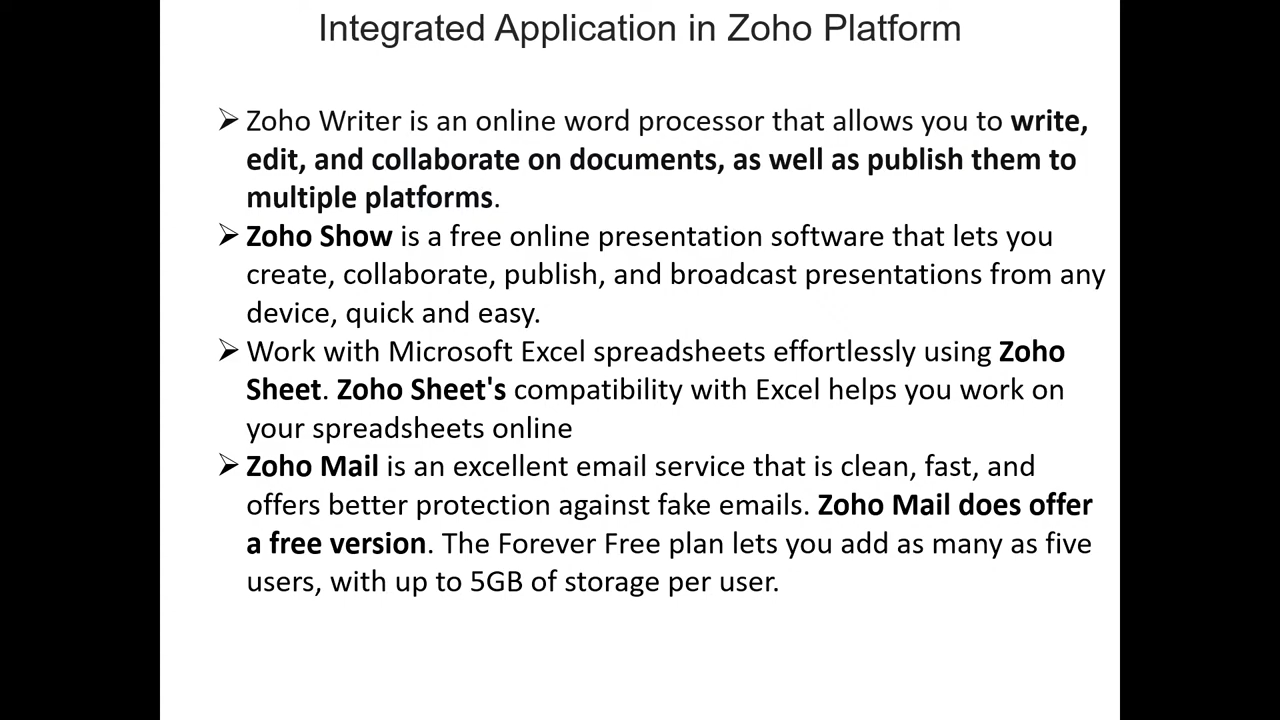 Integrated Application in Zoho Platform
➢ Zoho Writer is an online word processor that allows you to write,
edit, and collaborate on documents, as well as publish them to
multiple platforms.
➢ Zoho Show is a free online presentation software that lets you
create, collaborate, publish, and broadcast presentations from any
device, quick and easy.
➢ Work with Microsoft Excel spreadsheets effortlessly using Zoho
Sheet. Zoho Sheet's compatibility with Excel helps you work on
your spreadsheets online
➢ Zoho Mail is an excellent email service that is clean, fast, and
offers better protection against fake emails. Zoho Mail does offer
a free version. The Forever Free plan lets you add as many as five
users, with up to 5GB of storage per user.